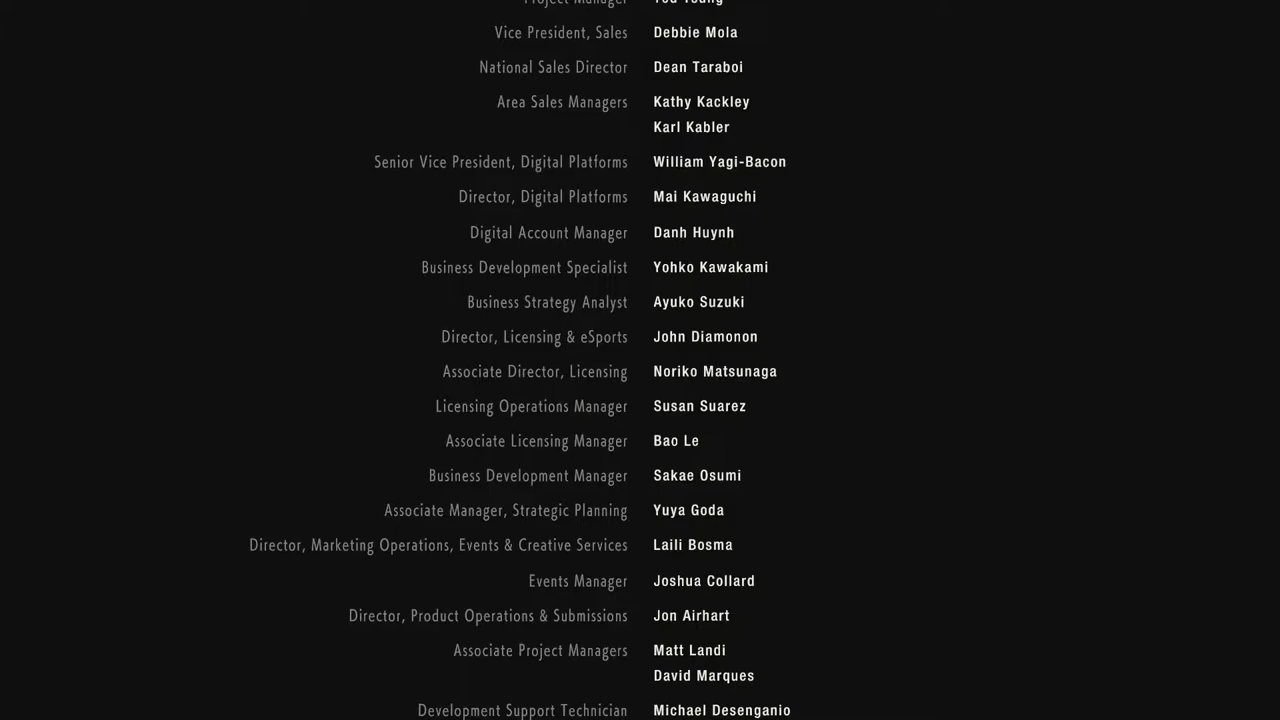 Project Manager
Vice President, Sales Debbie Mola
National Sales Director Dean Taraboi
Area Sales Managers Kathy Kackley
Karl Kabler
Senior Vice President, Digital Platforms William Yagi-Bacon
Director, Digital Platforms Mai Kawaguchi
Digital Account Manager Danh Huynh
Business Development Specialist Yohko Kawakami
Business Strategy Analyst Ayuko Suzuki
Director, Licensing & eSports John Diamonon
Associate Director, Licensing Noriko Matsunaga
Licensing Operations Manager Susan Suarez
Associate Licensing Manager Bao Le
Business Development Manager Sakae Osumi
Associate Manager, Strategic Planning Yuya Goda
Director, Marketing Operations, Events & Creative Services Laili Bosma
Events Manager Joshua Collard
Director, Product Operations & Submissions Jon Airhart
Associate Project Managers Matt Landi
David Marques
Development Support Technician Michael Desenganio